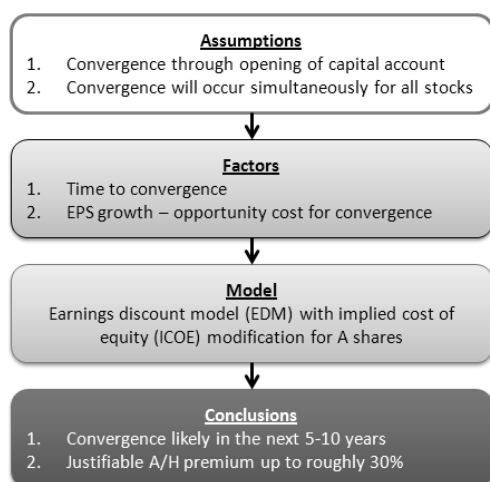 Assumptions
1. Convergence through opening of capital account
2. Convergence will occur simultaneously for all stocks
Factors
1. Time to convergence
2. EPS growth – opportunity cost for convergence
Model
Earnings discount model (EDM) with implied cost of
equity (ICOE) modification for A shares
Conclusions
1. Convergence likely in the next 5-10 years
2. Justifiable A/H premium up to roughly 30%